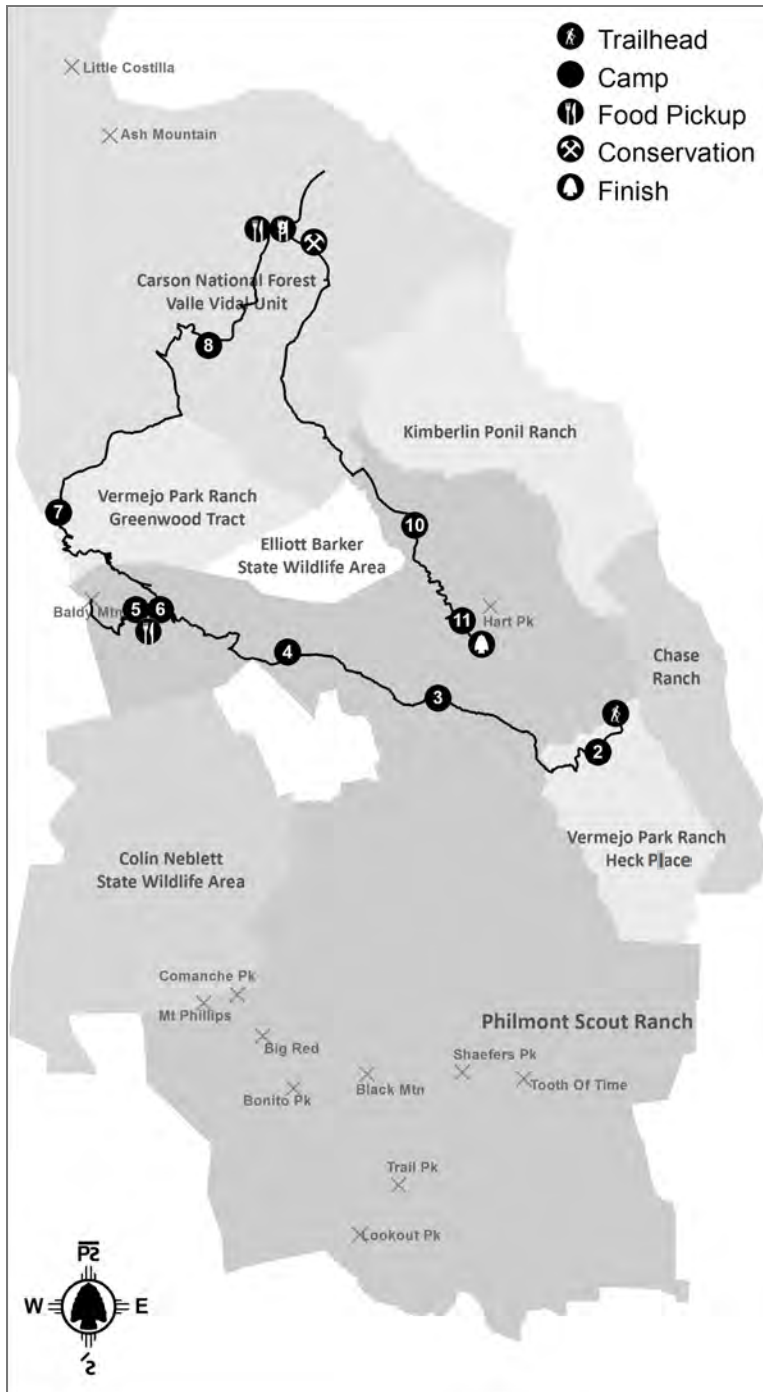 Trailhead
Camp
Food Pickup
Conservation
Finish
Little Costilla
Ash Mountain
9
Carson National Forest
Valle Vidal Unit
8
Kimberlin Ponil Ranch
Vermejo Park Ranch
Greenwood Tract
7
10
Elliott Barker
State Wildlife Area
Baldy Mtn
5
6
Hart Pk
11
4
Chase
Ranch
3
2
Vermejo Park Ranch
Heck Place
Colin Neblett
State Wildlife Area
Comanche Pk
Mt Phillips
Philmont Scout Ranch
Big Red
Shaefers Pk
Black Mtn
Tooth Of Time
Bonito Pk
Trail Pk
Lookout Pk
W
E